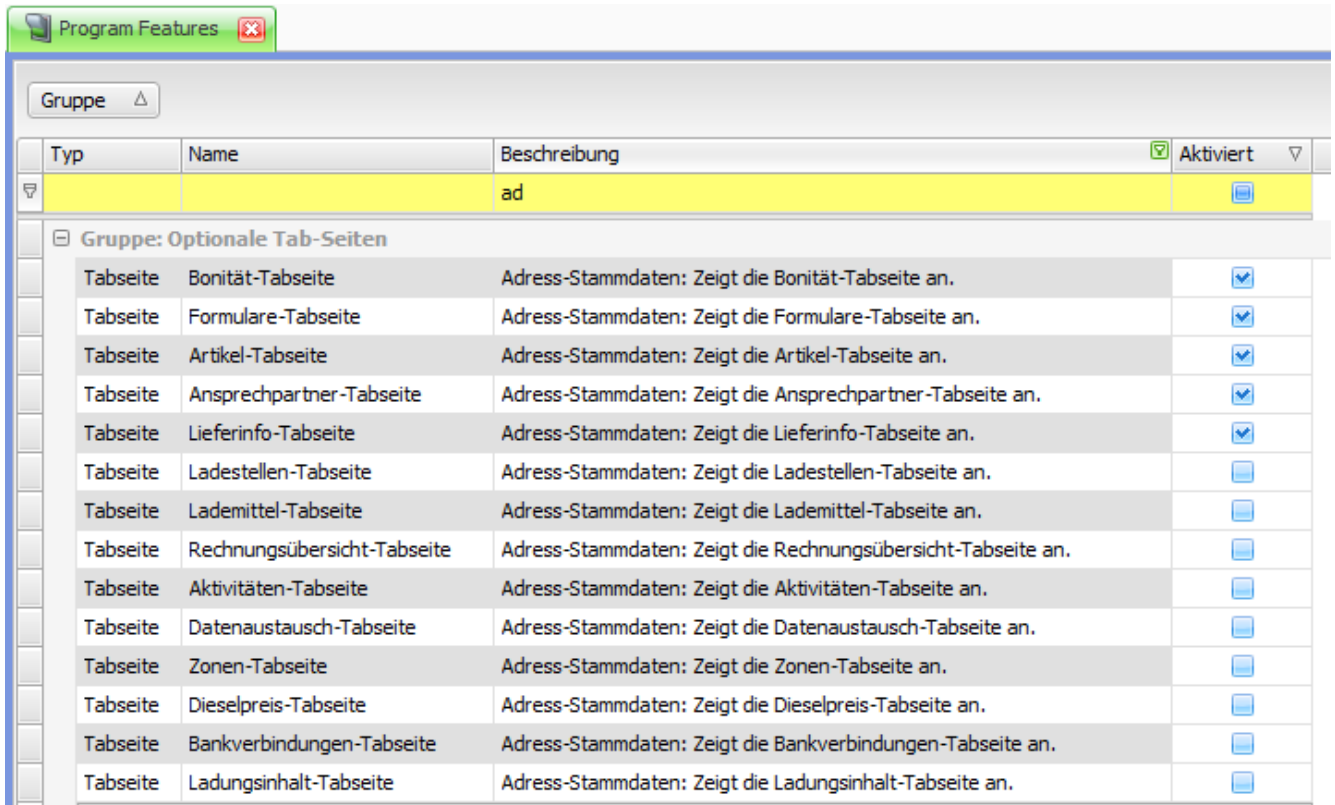 Program Features
Gruppe
Typ Name Beschreibung Aktiviert
ad
Gruppe: Optionale Tab-Seiten
Tabseite Bonität-Tabseite Adress-Stammdaten: Zeigt die Bonität-Tabseite an.
Tabseite Formulare-Tabseite Adress-Stammdaten: Zeigt die Formulare-Tabseite an.
Tabseite Artikel-Tabseite Adress-Stammdaten: Zeigt die Artikel-Tabseite an.
Tabseite Ansprechpartner-Tabseite Adress-Stammdaten: Zeigt die Ansprechpartner-Tabseite an.
Tabseite Lieferinfo-Tabseite Adress-Stammdaten: Zeigt die Lieferinfo-Tabseite an.
Tabseite Ladestellen-Tabseite Adress-Stammdaten: Zeigt die Ladestellen-Tabseite an.
Tabseite Lademittel-Tabseite Adress-Stammdaten: Zeigt die Lademittel-Tabseite an.
Tabseite Rechnungsübersicht-Tabseite Adress-Stammdaten: Zeigt die Rechnungsübersicht-Tabseite an.
Tabseite Aktivitäten-Tabseite Adress-Stammdaten: Zeigt die Aktivitäten-Tabseite an.
Tabseite Datenaustausch-Tabseite Adress-Stammdaten: Zeigt die Datenaustausch-Tabseite an.
Tabseite Zonen-Tabseite Adress-Stammdaten: Zeigt die Zonen-Tabseite an.
Tabseite Dieselpreis-Tabseite Adress-Stammdaten: Zeigt die Dieselpreis-Tabseite an.
Tabseite Bankverbindungen-Tabseite Adress-Stammdaten: Zeigt die Bankverbindungen-Tabseite an.
Tabseite Ladungsinhalt-Tabseite Adress-Stammdaten: Zeigt die Ladungsinhalt-Tabseite an.